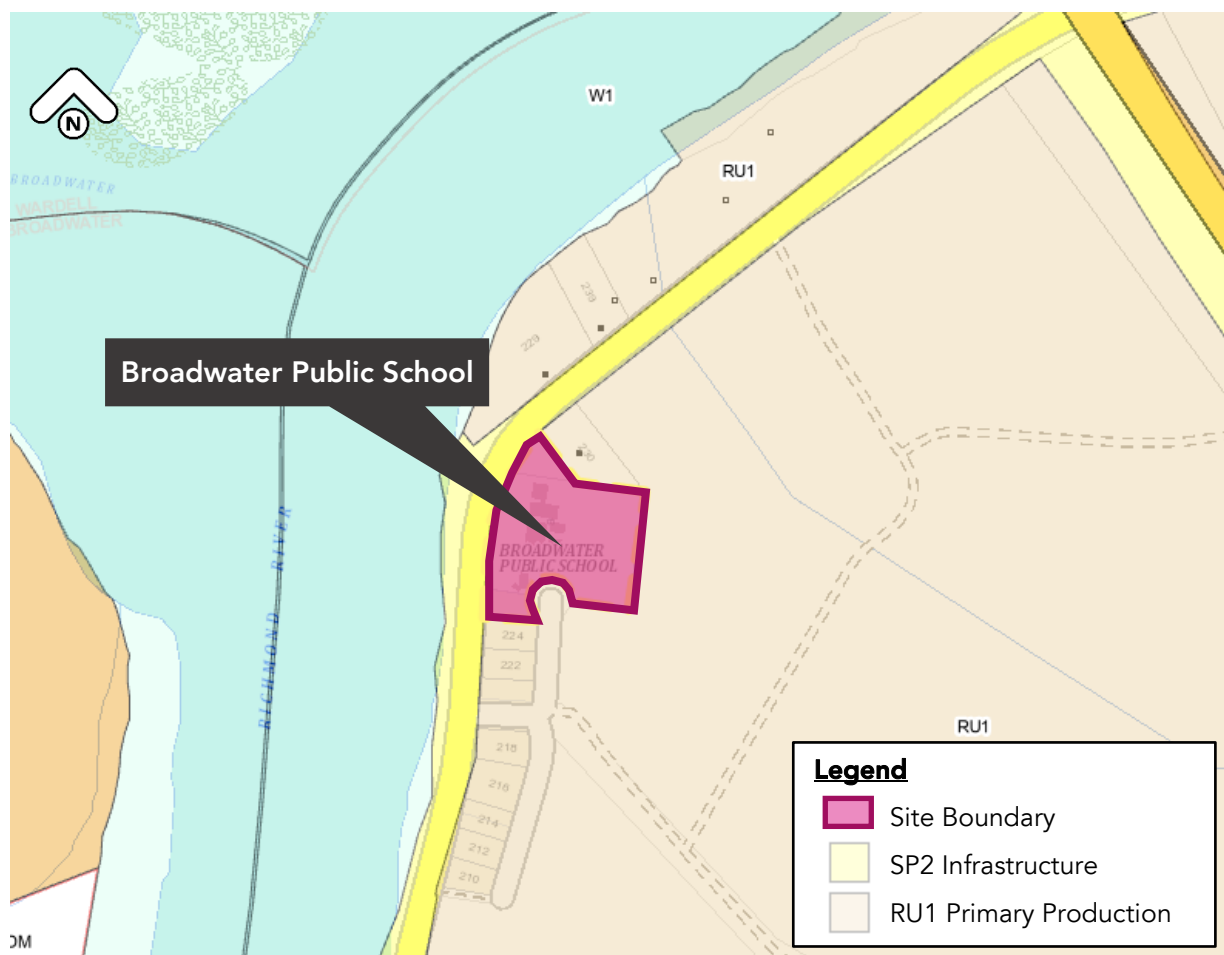 W1
RU1
N
BROADWATER
WARDELL
BROADWATER
239
229
Broadwater Public School
230
RICHMOND RIVER
BROADWATER
PUBLIC SCHOOL
224
222
RU1
218
216
214
212
210
Legend
Site Boundary
SP2 Infrastructure
RU1 Primary Production
DM